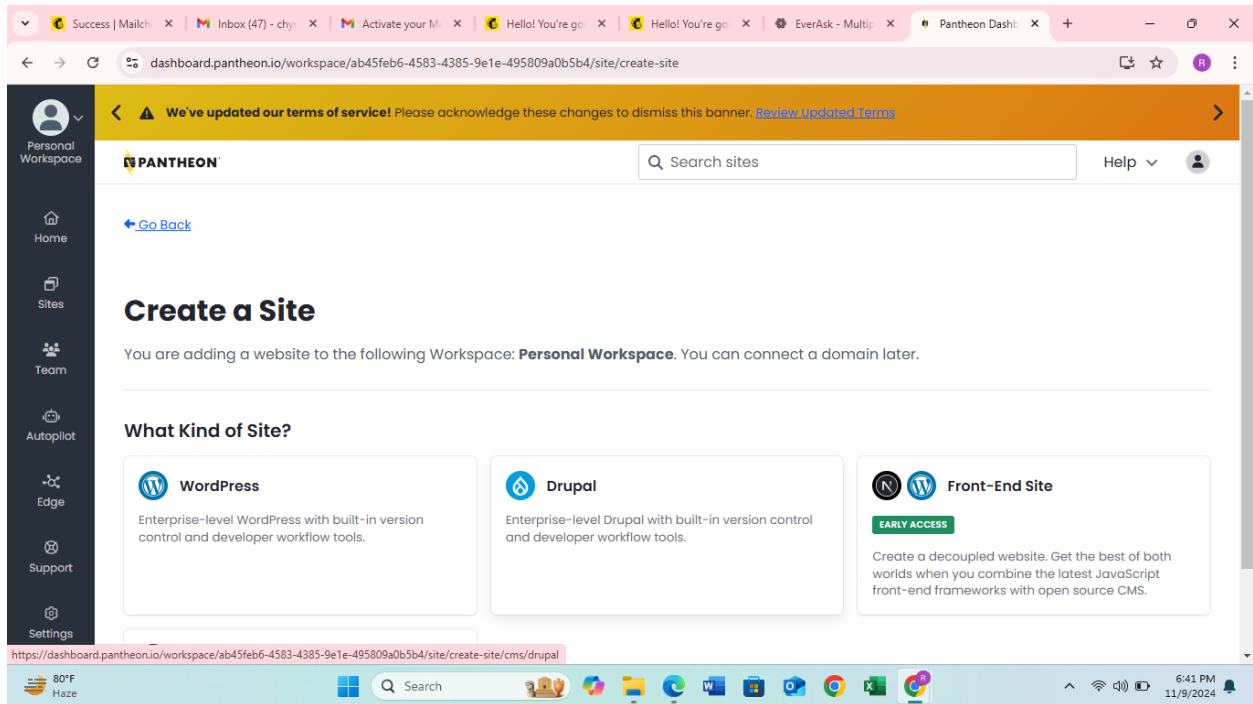 Success | Mailch
Inbox (47) - chyr
Activate your Ma
Hello! You're goi
Hello! You're goi
EverAsk - Multip
Pantheon Dashb
dashboard.pantheon.io/workspace/ab45feb6-4583-4385-9e1e-495809a0b5b4/site/create-site
R
We've updated our terms of service! Please acknowledge these changes to dismiss this banner. Review Updated Terms
Personal
Workspace
PANTHEON
Search sites
Help
Home
Sites
Team
Autopilot
Edge
Support
Settings
Go Back
Create a Site
You are adding a website to the following Workspace: Personal Workspace. You can connect a domain later.
What Kind of Site?
WordPress
Enterprise-level WordPress with built-in version
control and developer workflow tools.
Drupal
Enterprise-level Drupal with built-in version control
and developer workflow tools.
Front-End Site
EARLY ACCESS
Create a decoupled website. Get the best of both
worlds when you combine the latest JavaScript
front-end frameworks with open source CMS.
https://dashboard.pantheon.io/workspace/ab45feb6-4583-4385-9e1e-495809a0b5b4/site/create-site/cms/drupal
80°F
Haze
Search
6:41 PM
11/9/2024